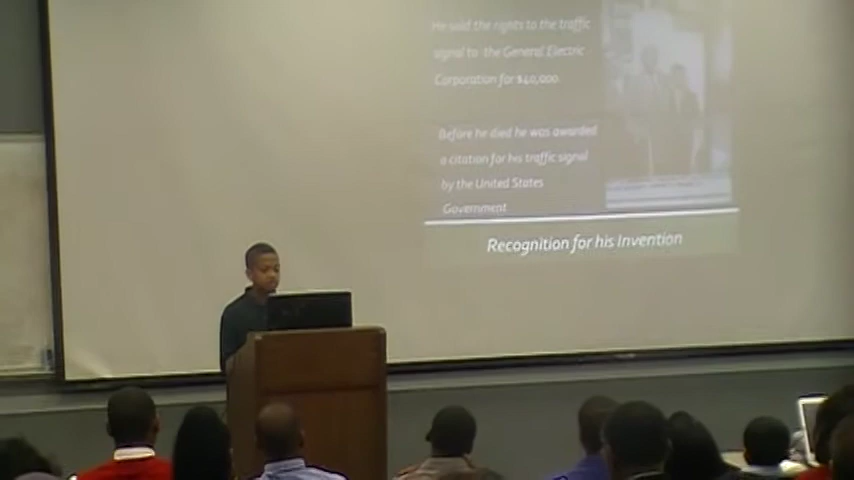 He sold the rights to the traffic
signal to the General Electric
Corporation for $40,000.
Before he died he was awarded
a citation for his traffic signal
by the United States
Government
Recognition for his Invention